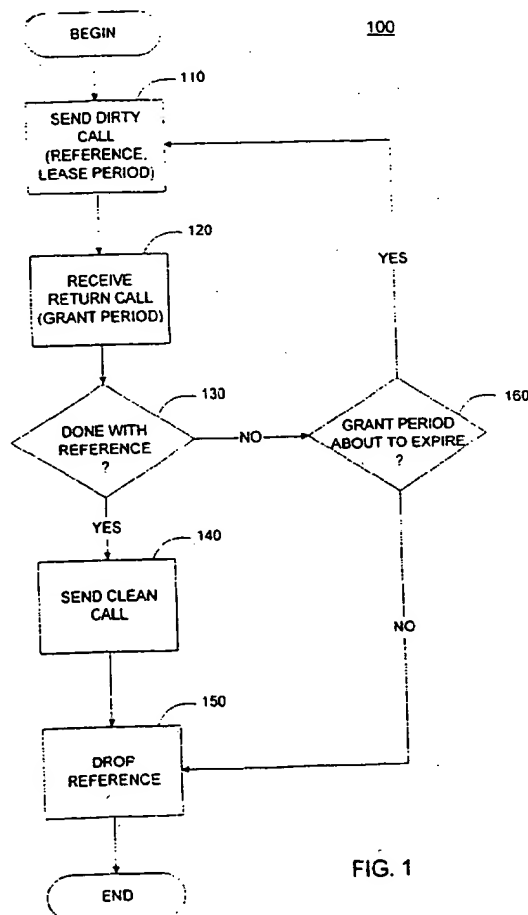 BEGIN
100
110
SEND DIRTY
CALL
(REFERENCE,
LEASE PERIOD)
120
RECEIVE
RETURN CALL
(GRANT PERIOD)
YES
130
DONE WITH
REFERENCE
?
NO
160
GRANT PERIOD
ABOUT TO EXPIRE
?
YES
140
SEND CLEAN
CALL
NO
150
DROP
REFERENCE
END
FIG. 1